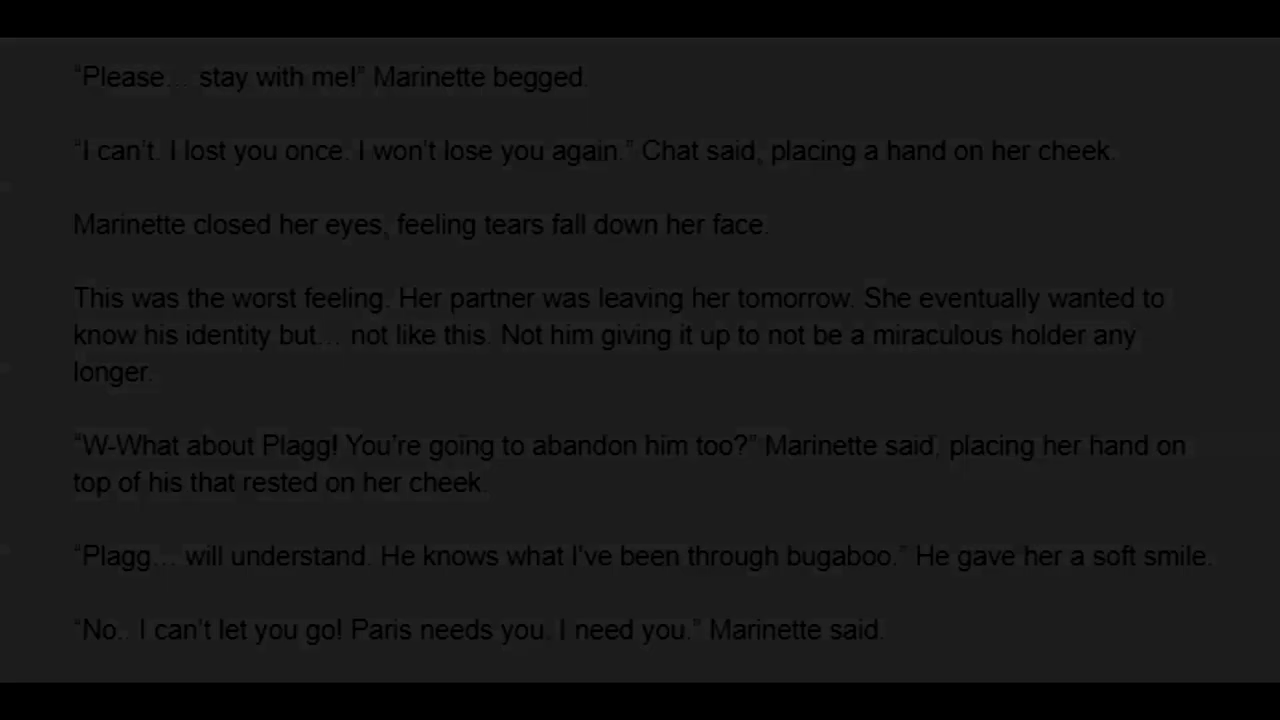 “Please... stay with me!” Marinette begged.
“I can’t. I lost you once. I won’t lose you again.” Chat said, placing a hand on her cheek.
Marinette closed her eyes, feeling tears fall down her face.
This was the worst feeling. Her partner was leaving her tomorrow. She eventually wanted to
know his identity but... not like this. Not him giving it up to not be a miraculous holder any
longer.
“W-What about Plagg! You’re going to abandon him too?” Marinette said, placing her hand on
top of his that rested on her cheek.
“Plagg... will understand. He knows what I’ve been through bugaboo.” He gave her a soft smile.
“No.. I can’t let you go! Paris needs you. I need you.” Marinette said.